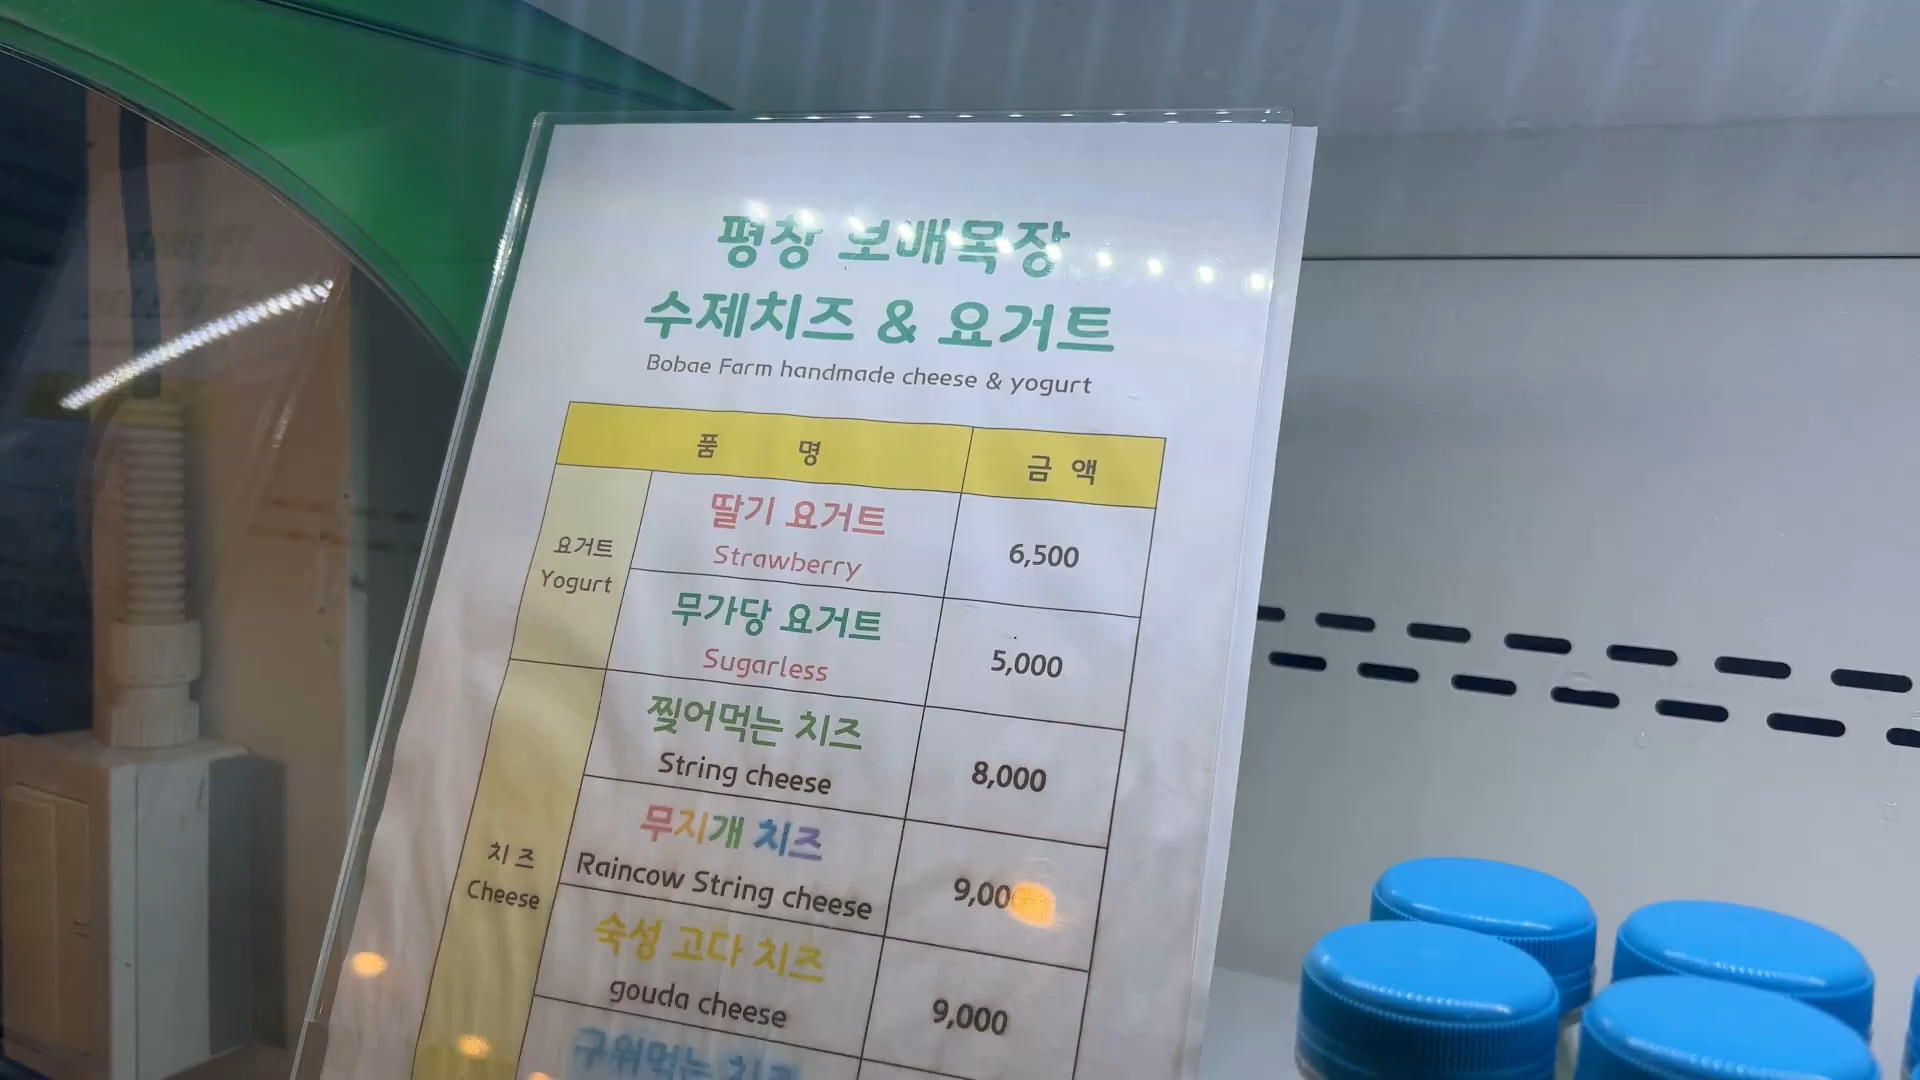 평창 보배목장
수제치즈 & 요거트
Bobae Farm handmade cheese & yogurt
품 명 금 액
요거트
Yogurt
딸기 요거트
Strawberry
6,500
무가당 요거트
Sugarless
5,000
치 즈
Cheese
찢어먹는 치즈
String cheese
8,000
무지개 치즈
Raincow String cheese
9,000
숙성 고다 치즈
gouda cheese
9,000
구워먹는 치즈